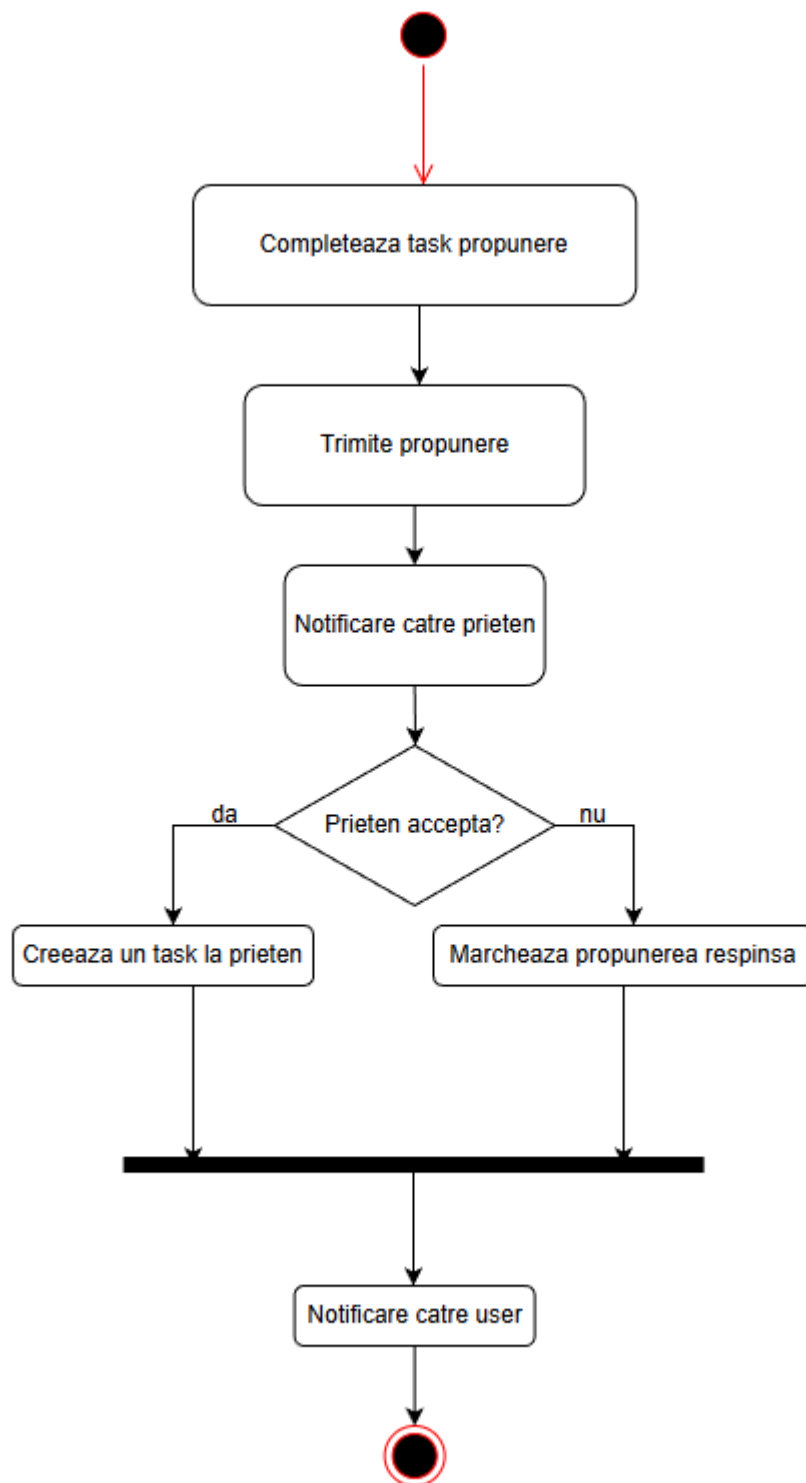 Completeaza task propunere
Trimite propunere
Notificare catre prieten
Prieten accepta?
da
nu
Creeaza un task la prieten
Marcheaza propunerea respinsa
Notificare catre user